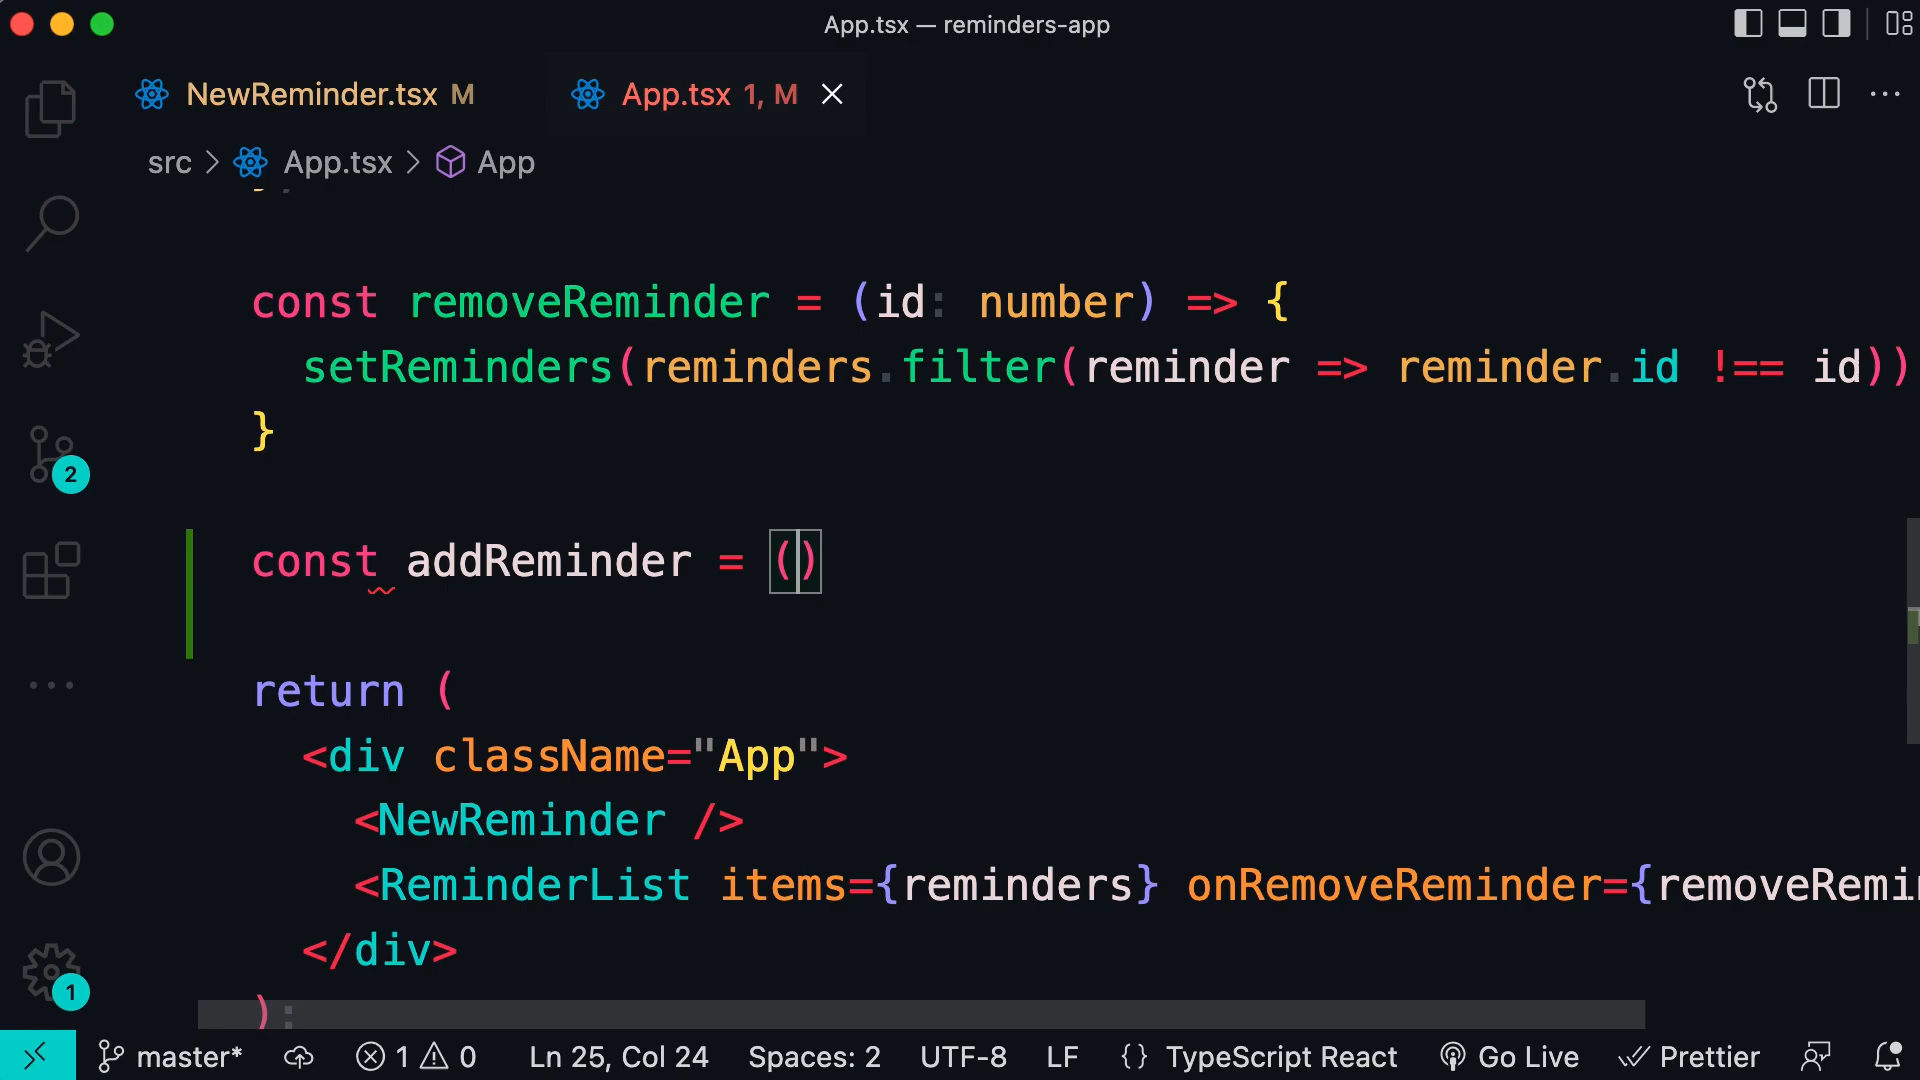 App.tsx — reminders-app
NewReminder.tsx M
App.tsx 1, M
src > App.tsx > App
const removeReminder = (id: number) => {
setReminders(reminders.filter(reminder => reminder.id !== id))
}
const addReminder = ()
return (
<div className="App">
<NewReminder />
<ReminderList items={reminders} onRemoveReminder={removeRemi
</div>
);
2
1
master* 1 0 Ln 25, Col 24 Spaces: 2 UTF-8 LF {} TypeScript React Go Live Prettier